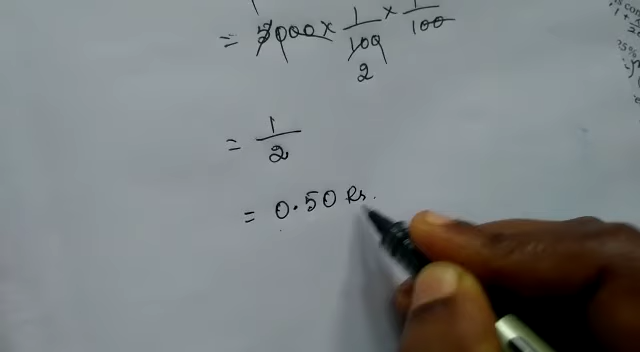 = 5000 × 1/100 × 1/100
2
= 1/2
= 0.50 Rs.